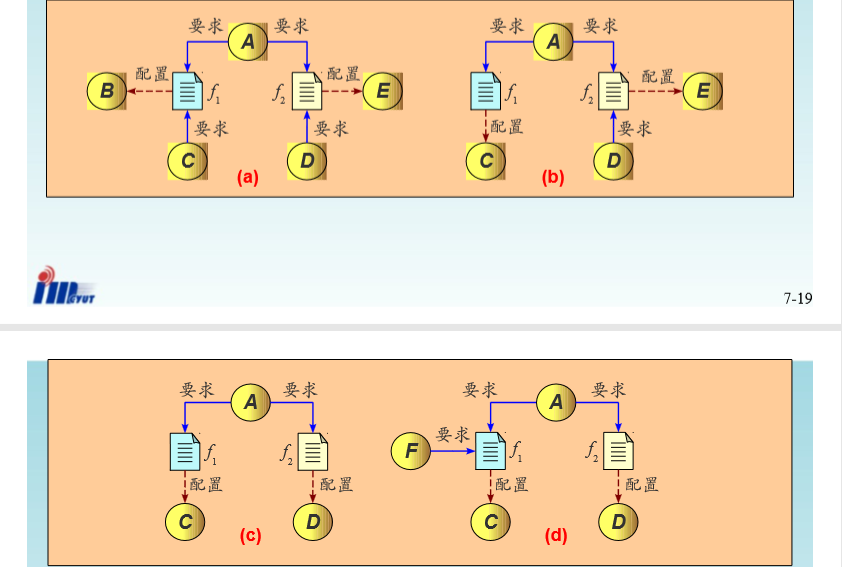 要求 A 要求
B 配置 f1 f2 配置 E
要求 要求
C D
(a)
要求 A 要求
f1 f2 配置 E
配置 要求
C D
(b)
CYUT
7-19
要求 A 要求
f1 f2
配置 配置
C D
(c)
要求 A 要求
F 要求 f1 f2
配置 配置
C D
(d)